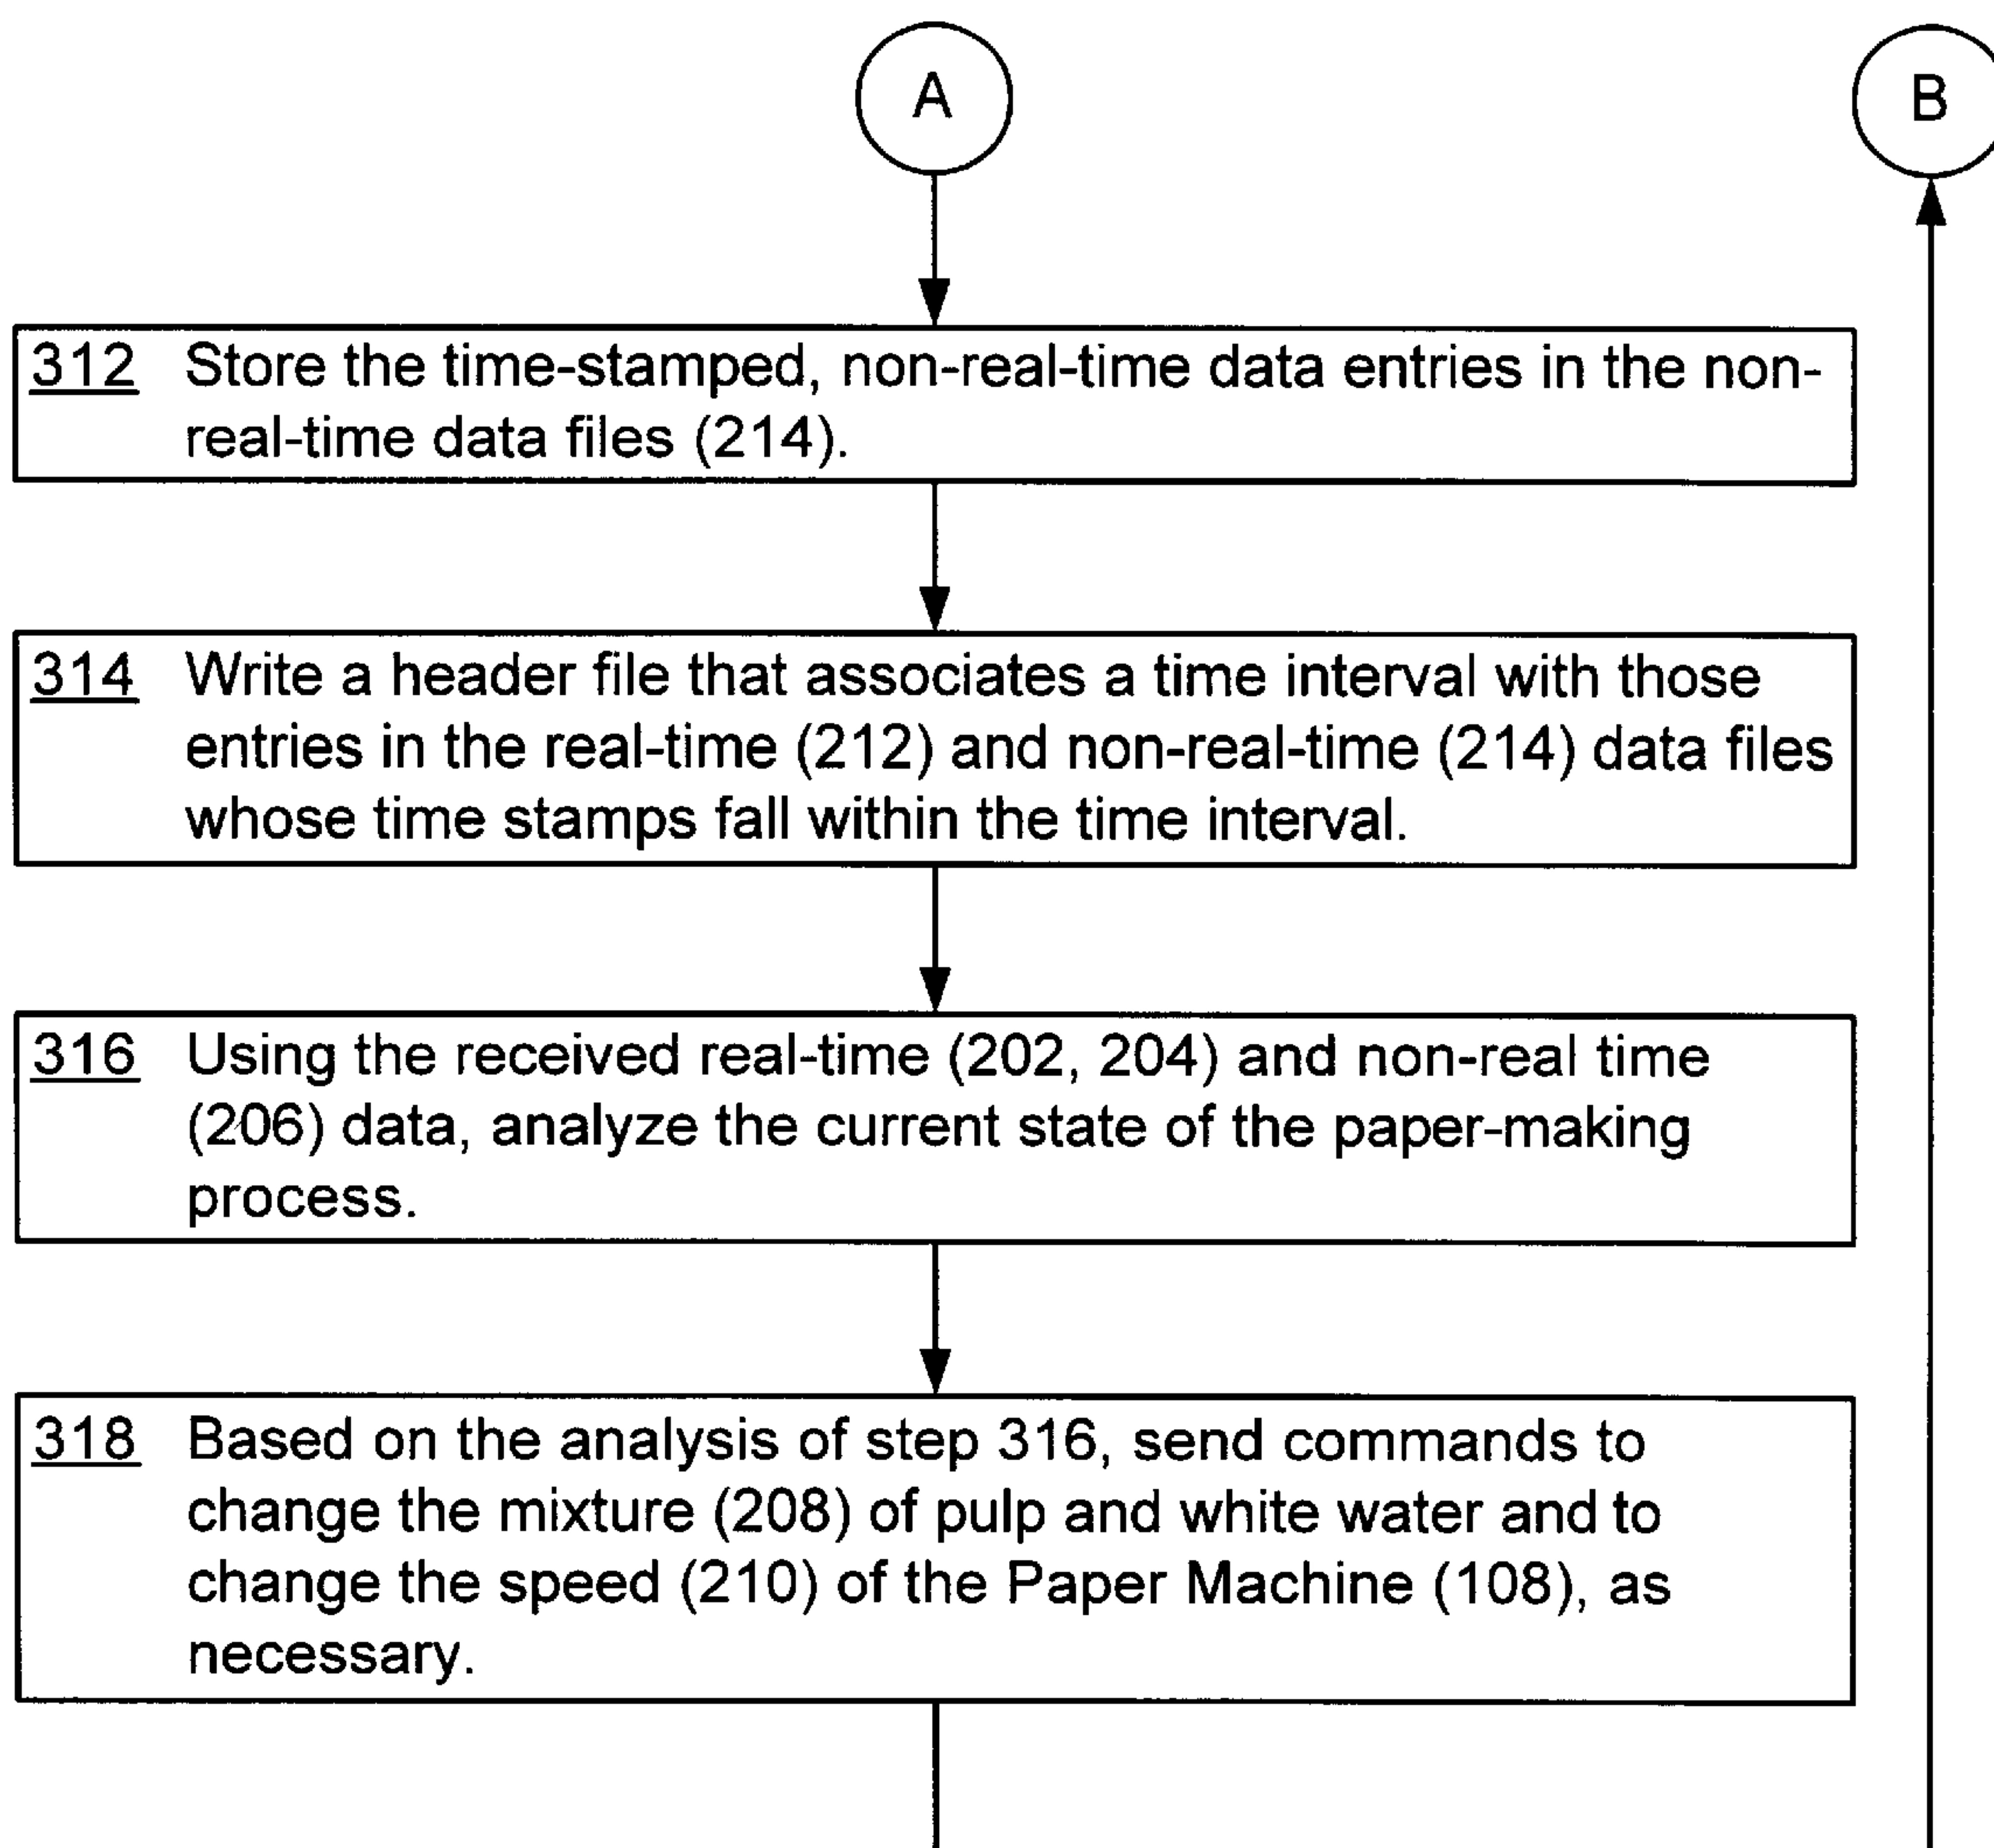 A
B
312 Store the time-stamped, non-real-time data entries in the non-
real-time data files (214).
314 Write a header file that associates a time interval with those
entries in the real-time (212) and non-real-time (214) data files
whose time stamps fall within the time interval.
316 Using the received real-time (202, 204) and non-real time
(206) data, analyze the current state of the paper-making
process.
318 Based on the analysis of step 316, send commands to
change the mixture (208) of pulp and white water and to
change the speed (210) of the Paper Machine (108), as
necessary.